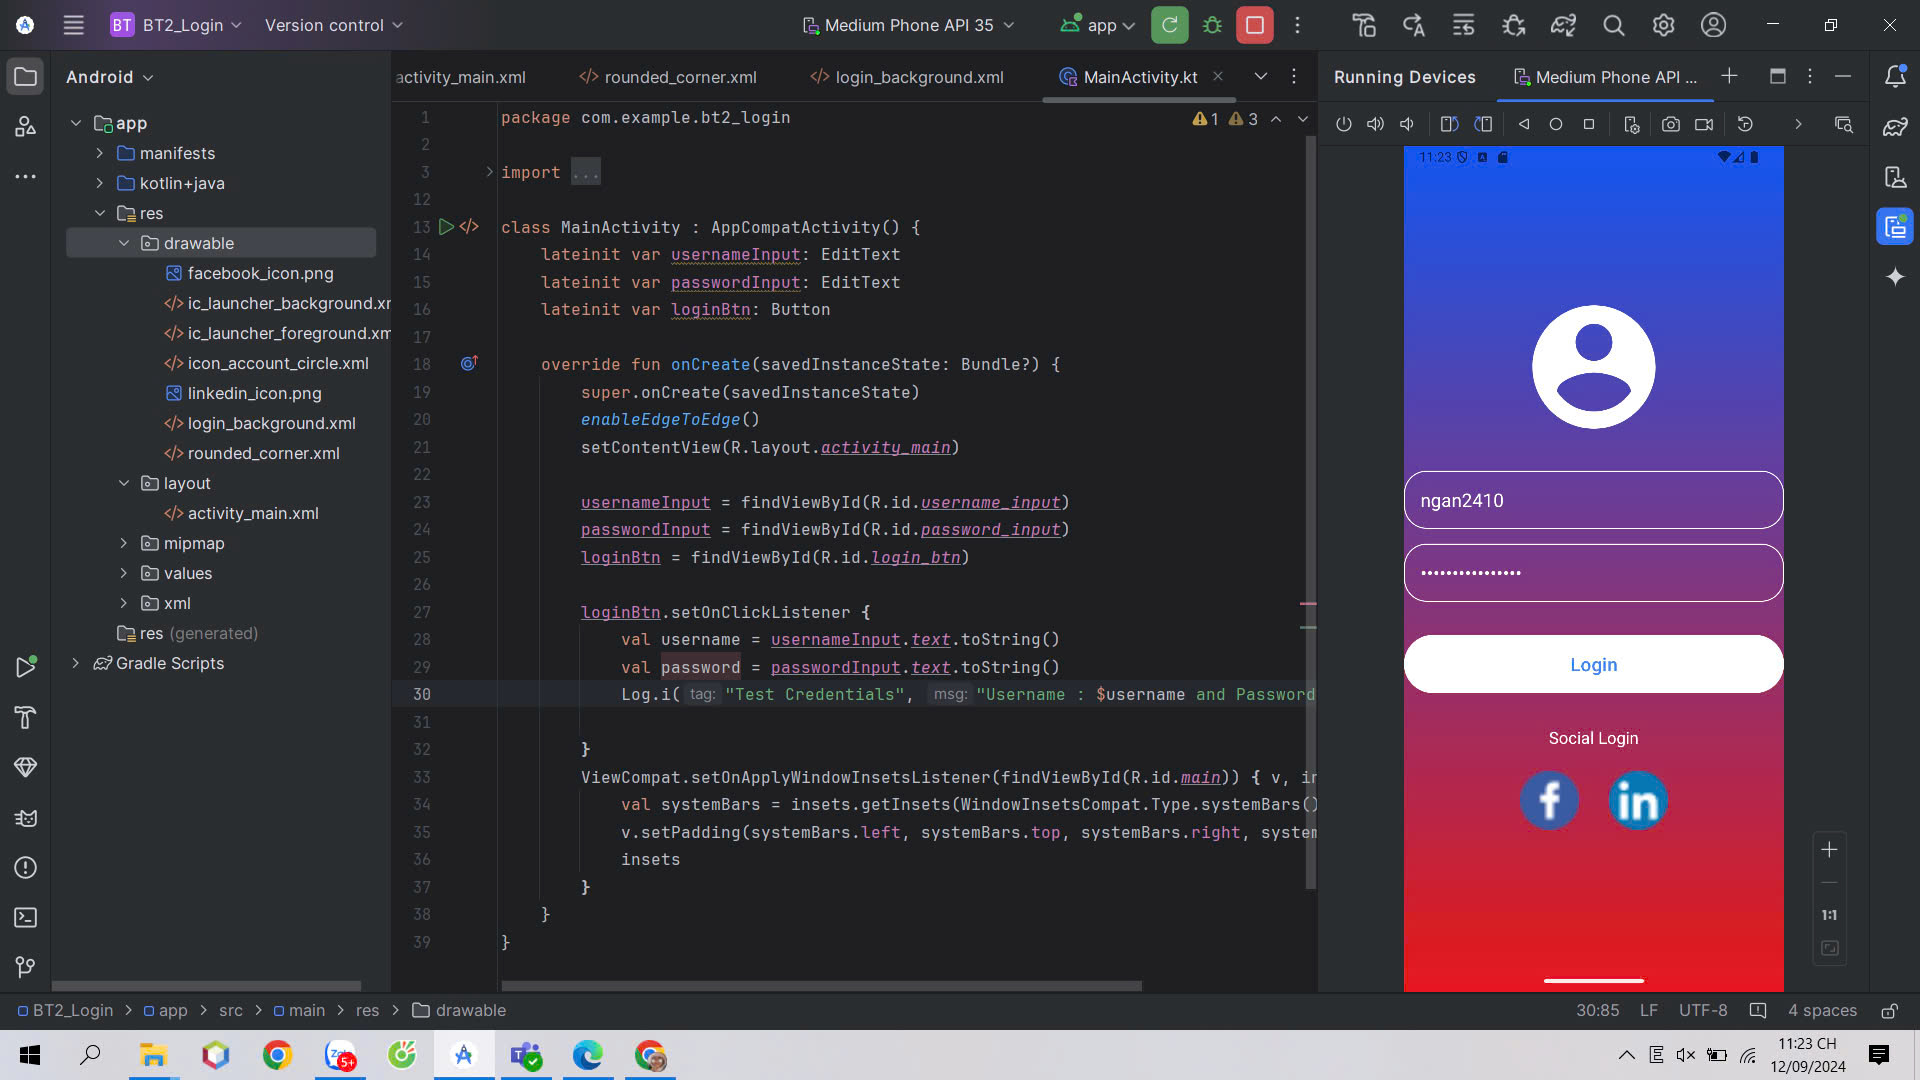 BT BT2_Login Version control Medium Phone API 35 app
Android activity_main.xml rounded_corner.xml login_background.xml MainActivity.kt Running Devices Medium Phone API ...
app
manifests
kotlin+java
res
drawable
facebook_icon.png
ic_launcher_background.xr
ic_launcher_foreground.xm
icon_account_circle.xml
linkedin_icon.png
login_background.xml
rounded_corner.xml
layout
activity_main.xml
mipmap
values
xml
res (generated)
Gradle Scripts
1 package com.example.bt2_login 1 3
2
3 import ...
12
13 class MainActivity : AppCompatActivity() {
14 lateinit var usernameInput: EditText
15 lateinit var passwordInput: EditText
16 lateinit var loginBtn: Button
17
18 override fun onCreate(savedInstanceState: Bundle?) {
19 super.onCreate(savedInstanceState)
20 enableEdgeToEdge()
21 setContentView(R.layout.activity_main)
22
23 usernameInput = findViewById(R.id.username_input)
24 passwordInput = findViewById(R.id.password_input)
25 loginBtn = findViewById(R.id.login_btn)
26
27 loginBtn.setOnClickListener {
28 val username = usernameInput.text.toString()
29 val password = passwordInput.text.toString()
30 Log.i( tag: "Test Credentials", msg: "Username : $username and Password
31
32 }
33 ViewCompat.setOnApplyWindowInsetsListener(findViewById(R.id.main)) { v, in
34 val systemBars = insets.getInsets(WindowInsetsCompat.Type.systemBars()
35 v.setPadding(systemBars.left, systemBars.top, systemBars.right, system
36 insets
37 }
38 }
39 }
11:23 A
ngan2410
••••••••••••••••
Login
Social Login
f in
1:1
BT2_Login > app > src > main > res > drawable 30:85 LF UTF-8 4 spaces
Zalo 5+ E 11:23 CH
12/09/2024